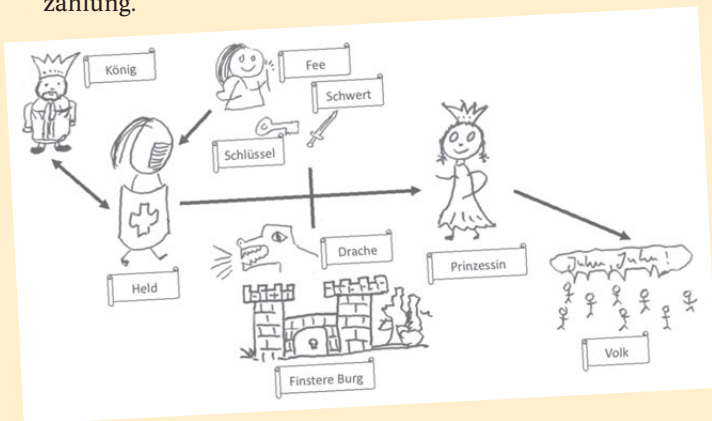 zählung.
König
Fee
Schwert
Schlüssel
Held
Drache
Prinzessin
Juhu, Juhu!
Finstere Burg
Volk